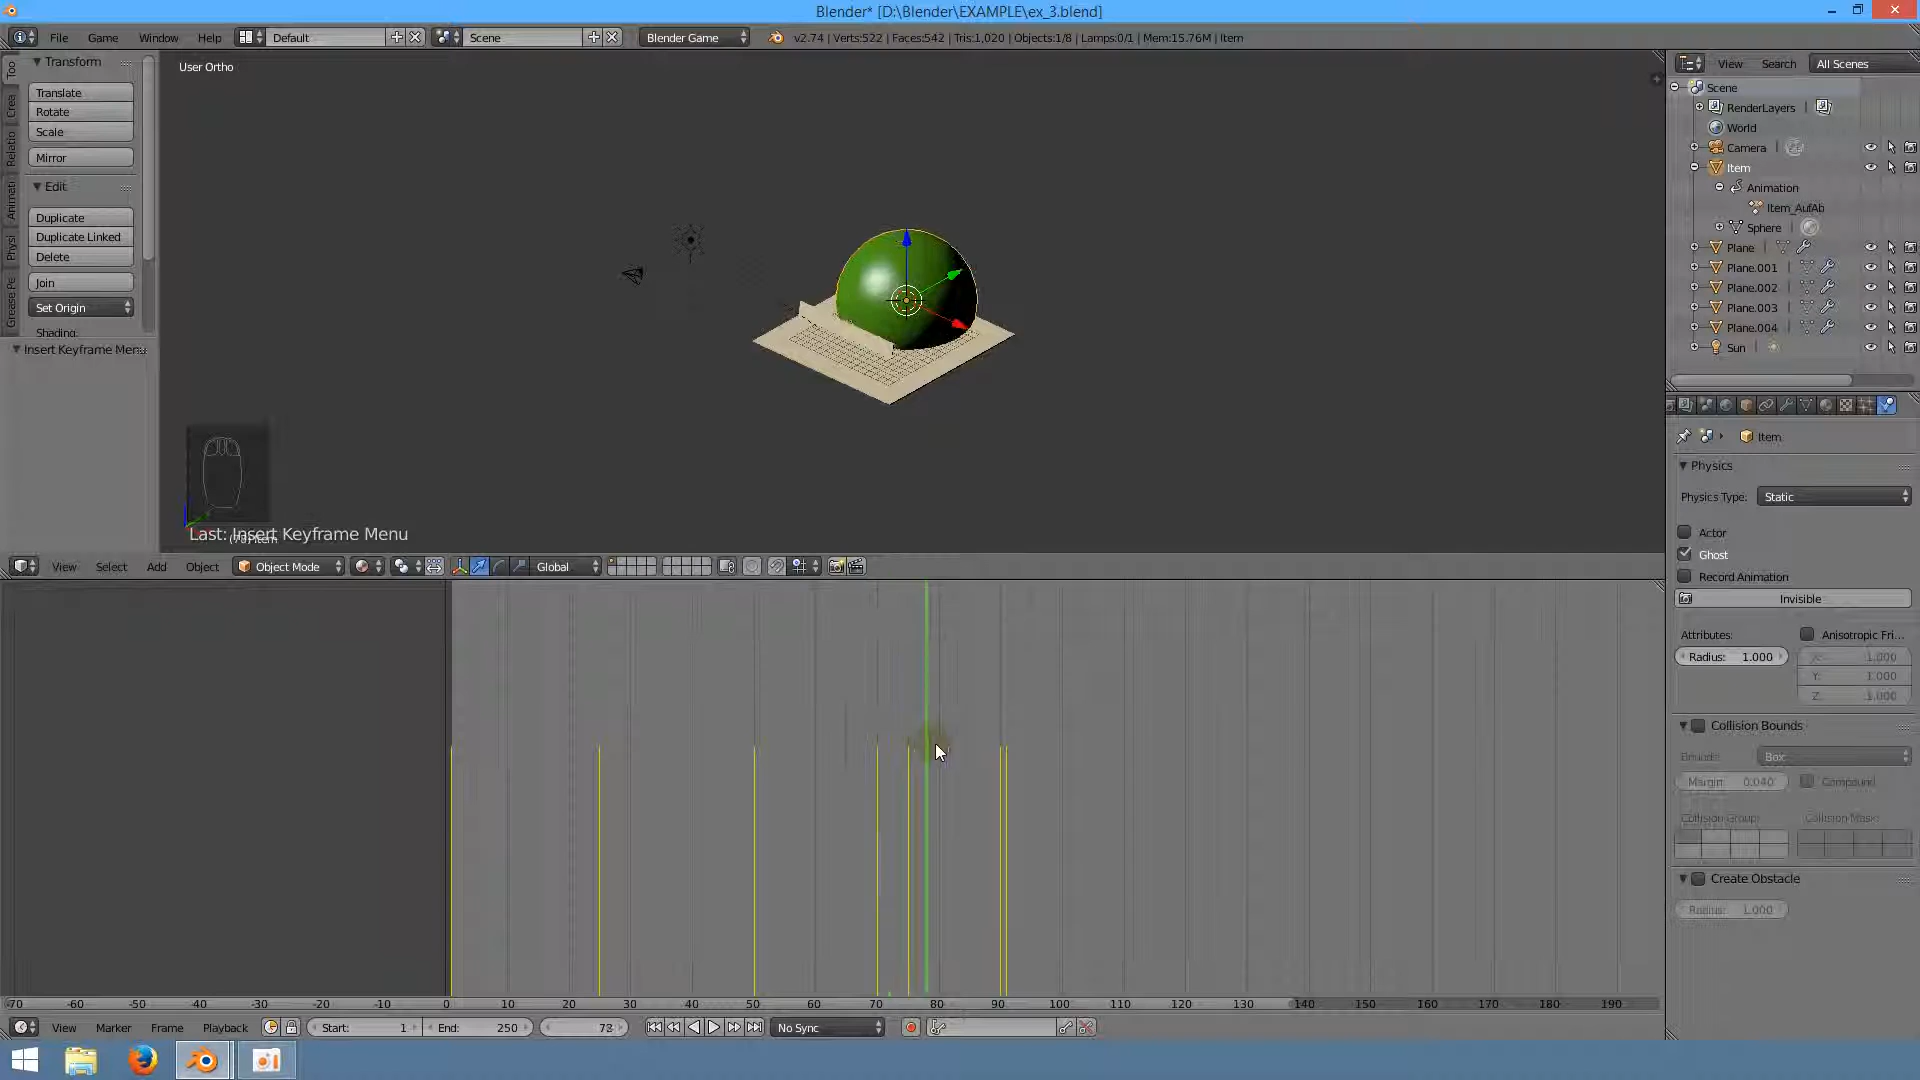 Blender* [D:\Blender\EXAMPLE\ex_3.blend]
File Game Window Help Default Scene Blender Game v2.74 | Verts:522 | Faces:542 | Tris:1,020 | Objects:1/8 | Lamps:0/1 | Mem:15.76M | Item
Transform
Translate
Rotate
Scale
Mirror
Edit
Duplicate
Duplicate Linked
Delete
Join
Set Origin
Shading:
Insert Keyframe Menu
Too
Crea
Relatio
Animati
Physi
Grease Pe
User Ortho
Last: Insert Keyframe Menu
View Search All Scenes
Scene
RenderLayers
World
Camera
Item
Animation
Item_AufAb
Sphere
Plane
Plane.001
Plane.002
Plane.003
Plane.004
Sun
Item
Physics
Physics Type: Static
Actor
Ghost
Record Animation
Invisible
Attributes: Anisotropic Fri...
Radius: 1.000 X: 1.000
Y: 1.000
Z: 1.000
Collision Bounds
Bounds: Box
Margin: 0.040 Compound
Collision Group: Collision Mask:
Create Obstacle
Radius: 1.000
View Select Add Object Object Mode Global
-70 -60 -50 -40 -30 -20 -10 0 10 20 30 40 50 60 70 80 90 100 110 120 130 140 150 160 170 180 190
View Marker Frame Playback Start: 1 End: 250 No Sync